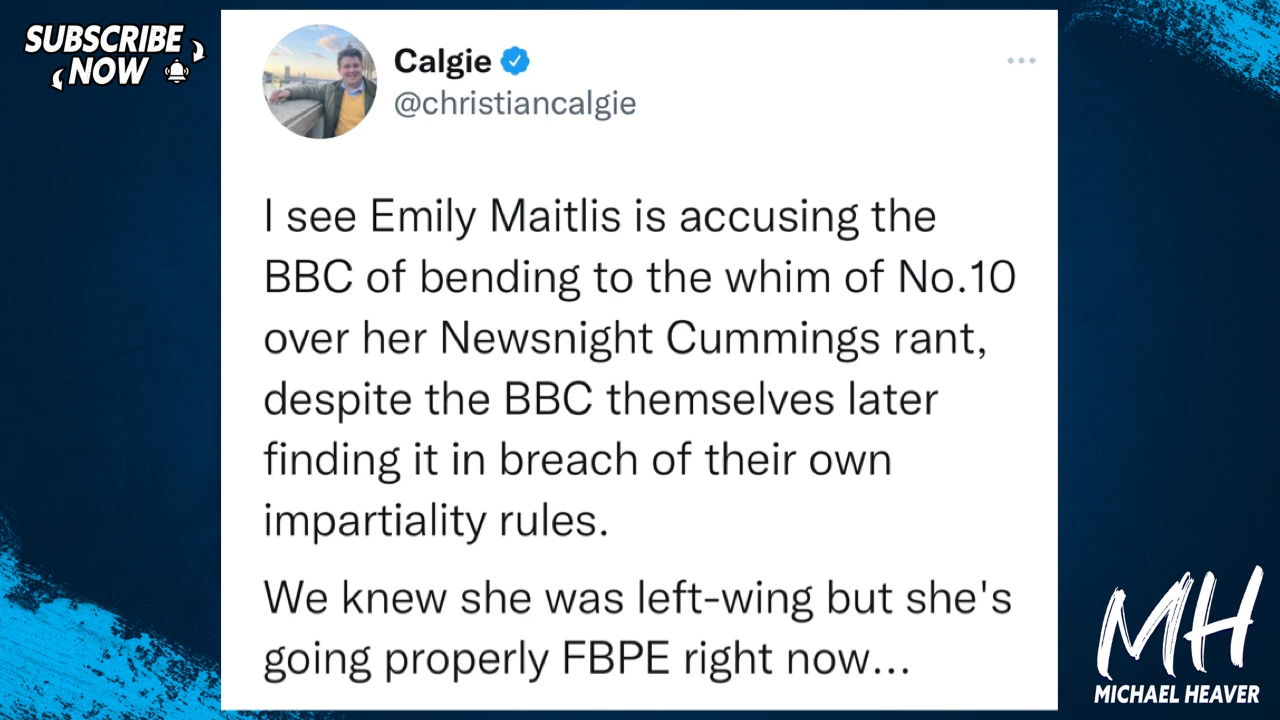 SUBSCRIBE
NOW
Calgie
@christiancalgie
I see Emily Maitlis is accusing the
BBC of bending to the whim of No.10
over her Newsnight Cummings rant,
despite the BBC themselves later
finding it in breach of their own
impartiality rules.
We knew she was left-wing but she's
going properly FBPE right now...
MH
MICHAEL HEAVER